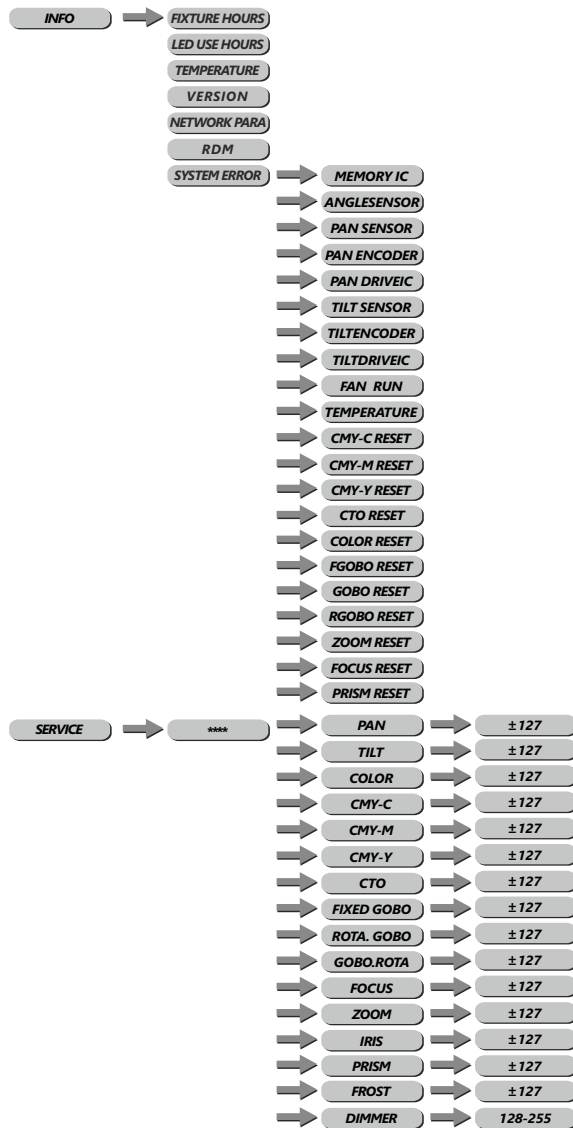 INFO FIXTURE HOURS
LED USE HOURS
TEMPERATURE
VERSION
NETWORK PARA
RDM
SYSTEM ERROR MEMORY IC
ANGLESENSOR
PAN SENSOR
PAN ENCODER
PAN DRIVEIC
TILT SENSOR
TILTENCODER
TILTDRIVEIC
FAN RUN
TEMPERATURE
CMY-C RESET
CMY-M RESET
CMY-Y RESET
CTO RESET
COLOR RESET
FGOBO RESET
GOBO RESET
RGOBO RESET
ZOOM RESET
FOCUS RESET
PRISM RESET
SERVICE **** PAN ±127
TILT ±127
COLOR ±127
CMY-C ±127
CMY-M ±127
CMY-Y ±127
CTO ±127
FIXED GOBO ±127
ROTA. GOBO ±127
GOBO.ROTA ±127
FOCUS ±127
ZOOM ±127
IRIS ±127
PRISM ±127
FROST ±127
DIMMER 128-255